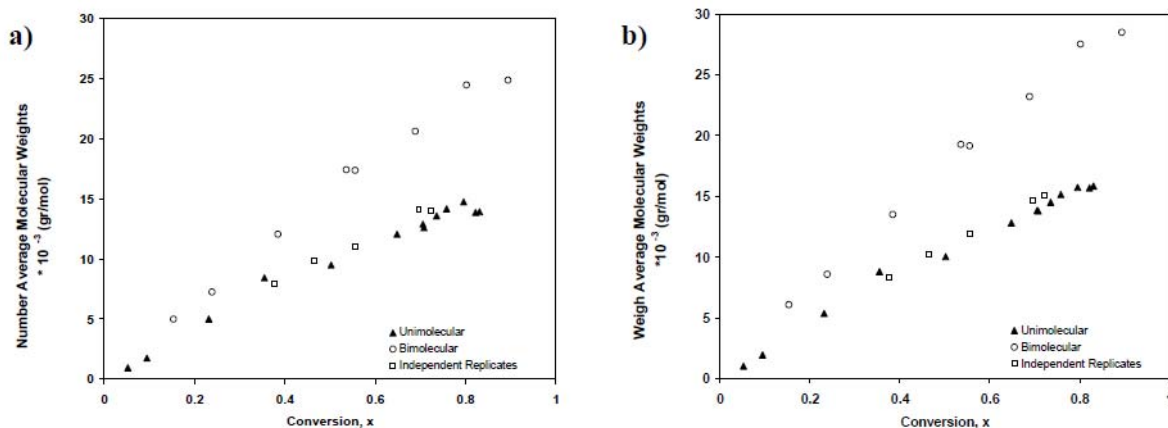 a)
Number Average Molecular Weights
* 10 -3 (gr/mol)
30
25
20
15
10
5
0
0
0.2
0.4
0.6
0.8
1
Conversion, x
▲ Unimolecular
○ Bimolecular
□ Independent Replicates
b)
Weigh Average Molecular Weights
*10 -3 (gr/mol)
30
25
20
15
10
5
0
0
0.2
0.4
0.6
0.8
1
Conversion, x
▲ Unimolecular
○ Bimolecular
□ Independent Replicates